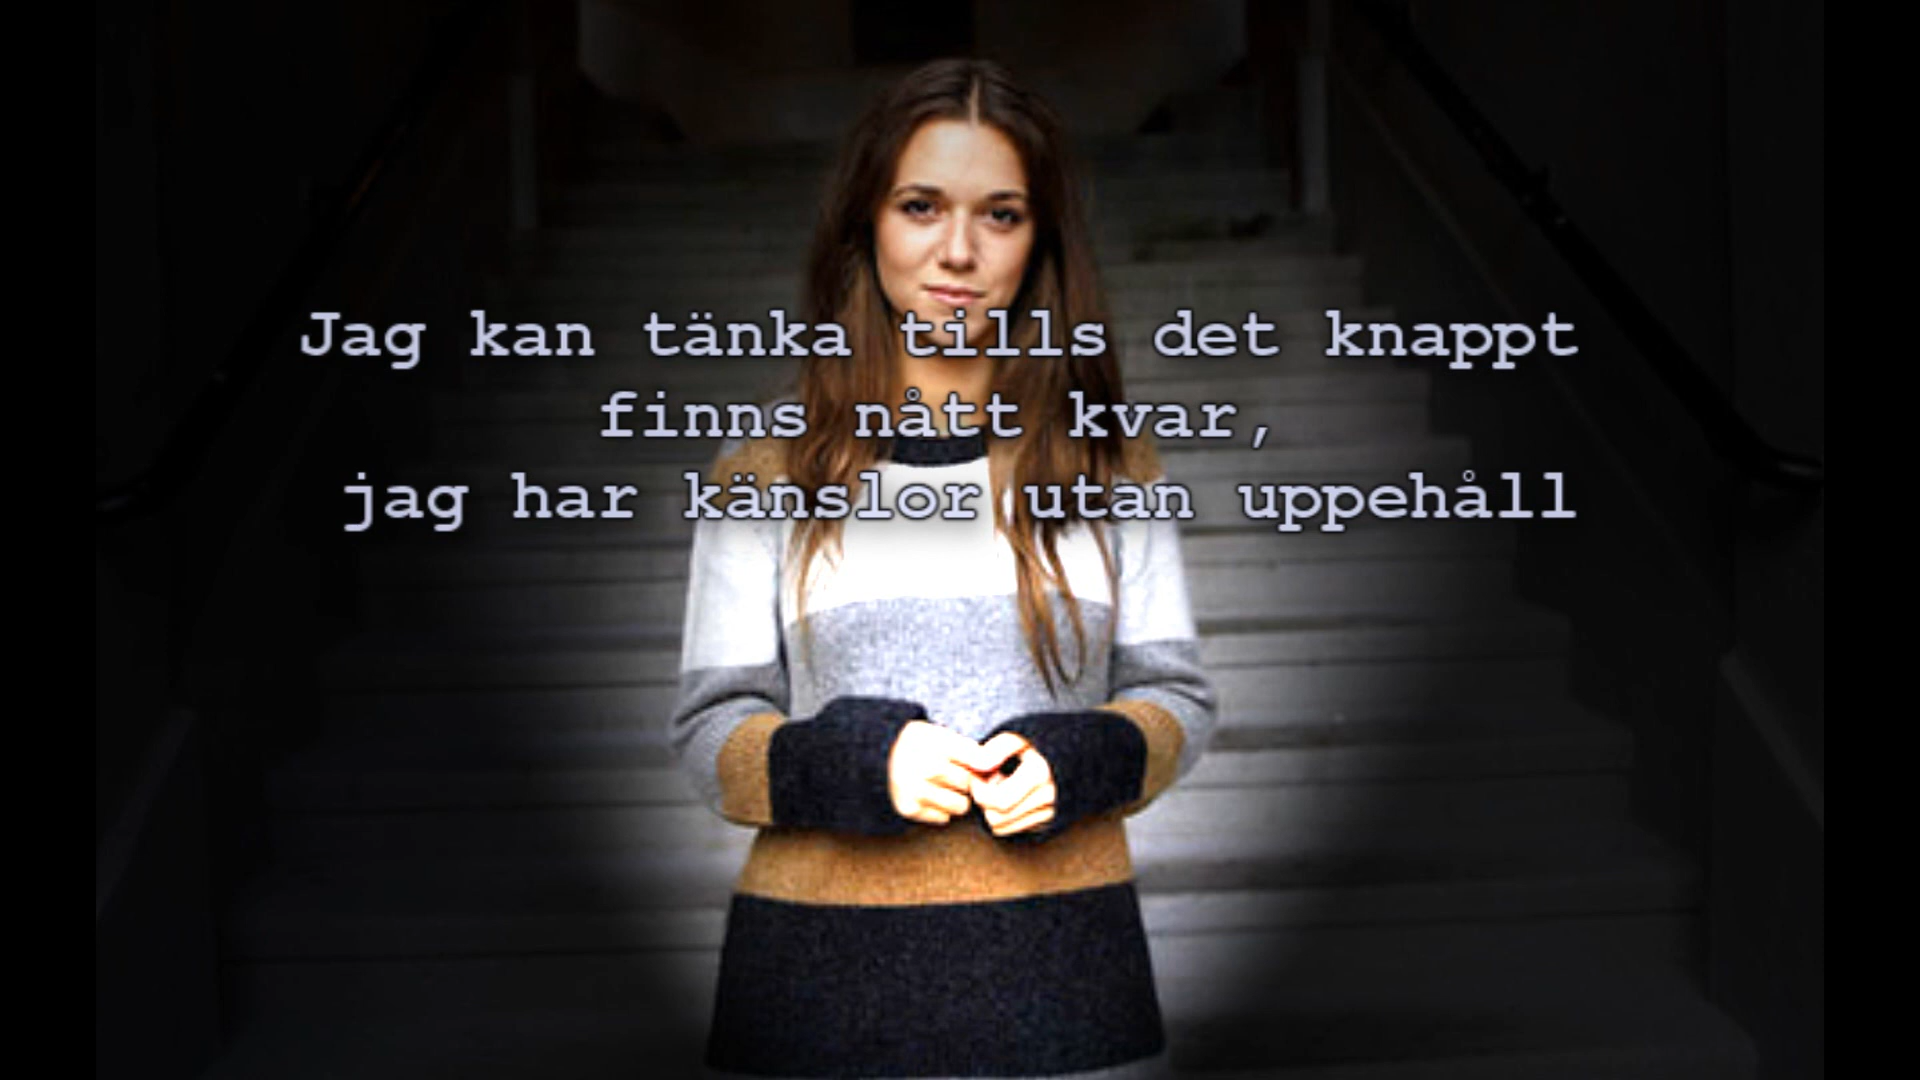 Jag kan tänka tills det knappt
finns nått kvar,
jag har känslor utan uppehåll